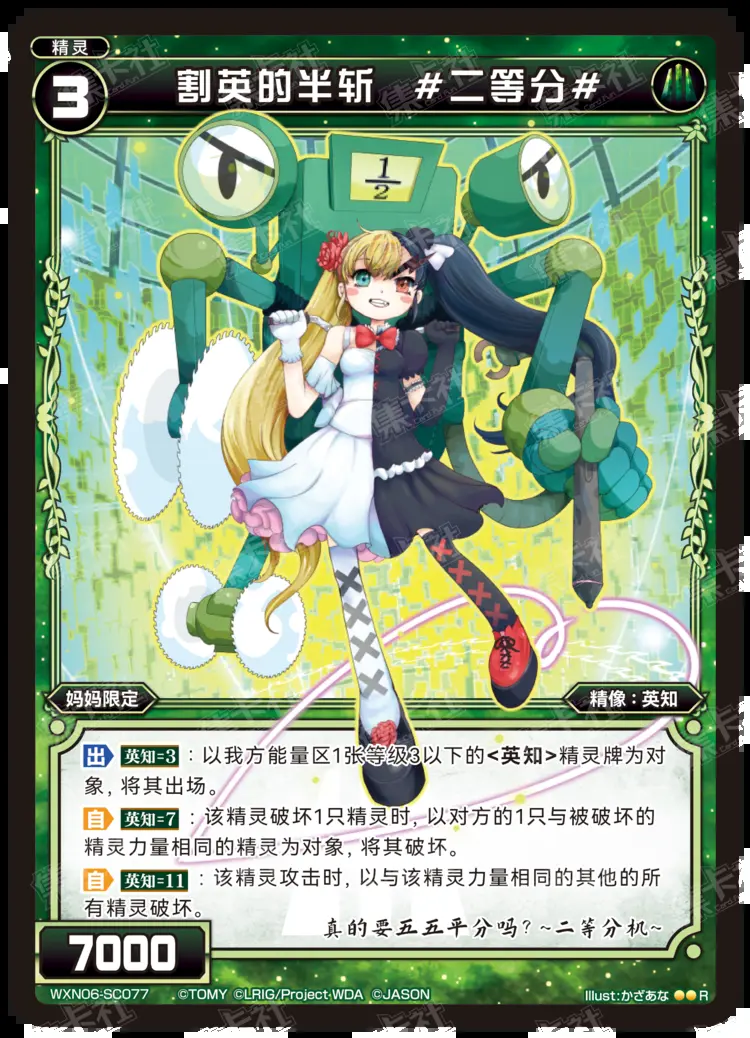 精灵
3
割英的半斩 #二等分#
1
2
妈妈限定
精像：英知
出 英知=3 ：以我方能量区1张等级3以下的<英知>精灵牌为对
象，将其出场。
自 英知=7 ：该精灵破坏1只精灵时，以对方的1只与被破坏的
精灵力量相同的精灵为对象，将其破坏。
自 英知=11 ：该精灵攻击时，以与该精灵力量相同的其他的所
有精灵破坏。
真的要五五平分吗？~二等分机~
7000
WXN06-SC077 ©TOMY ©LRIG/Project WDA ©JASON
Illust:かざあな R
集卡社